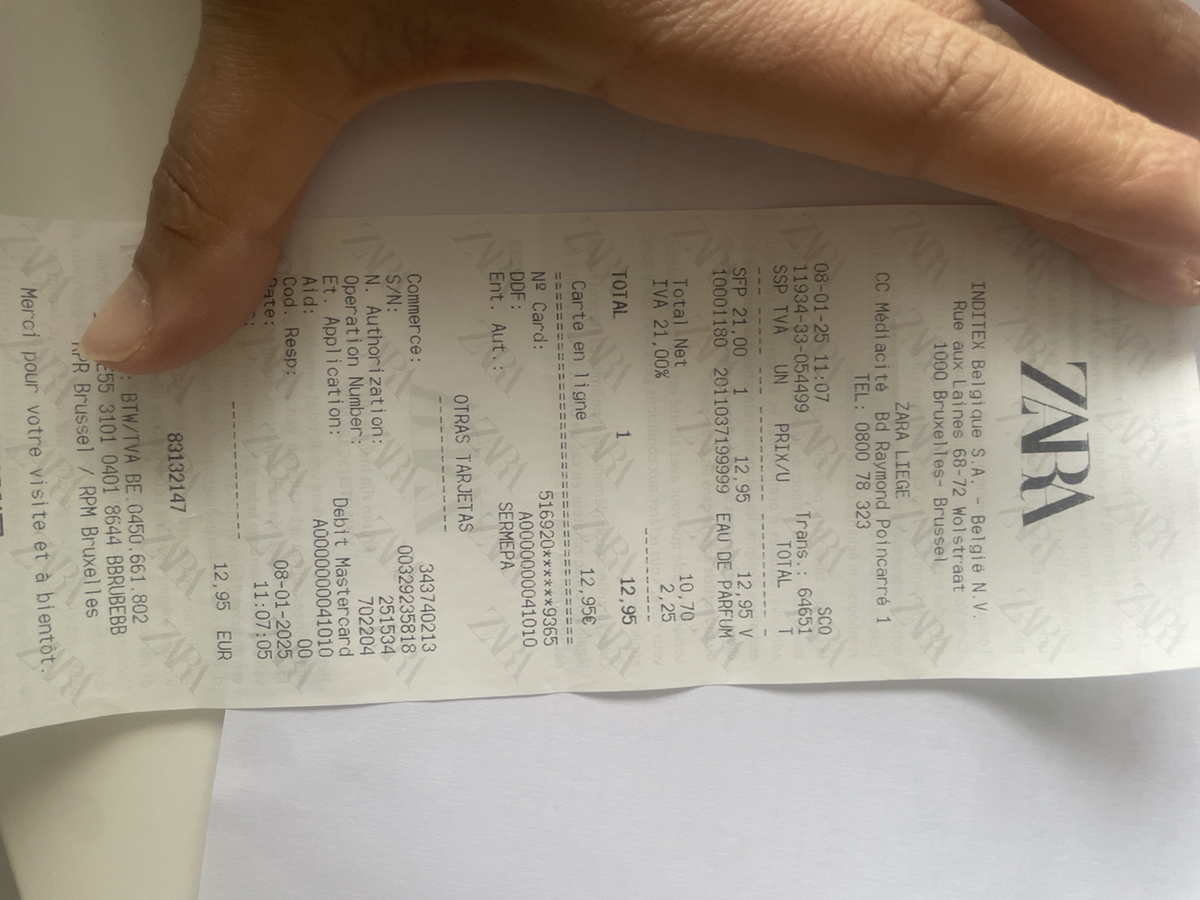 ZARA
INDITEX Belgique S.A. - België N.V.
Rue aux Laines 68-72 Wolstraat
1000 Bruxelles- Brussel
ZARA LIEGE
CC Médiacité Bd Raymond Poincarré 1
TEL: 0800 78 323
SCO
08-01-25 11:07
11934-33-054499 Trans.: 64651
SSP TVA UN PRIX/U TOTAL T
SFP 21,00 1 12,95 12,95 V
10001180 2011037199999 EAU DE PARFUM
Total Net 10,70
IVA 21,00% 2,25
TOTAL 1 12,95
Carte en ligne 12,95€
Nº Card: 516920******9365
DDF: A0000000041010
Ent. Aut.: SERMEPA
OTRAS TARJETAS
Commerce: 343740213
S/N: 00329235818
N. Authorization: 251534
Operation Number: 702204
Et. Application: Debit Mastercard
Aid: A0000000041010
Cod. Resp: 00
Date: 08-01-2025
11:07:05
12,95 EUR
83132147
: BTW/TVA BE.0450.661.802
E55 3101 0401 8644 BBRUBEBB
RPR Brussel / RPM Bruxelles
Merci pour votre visite et à bientôt.